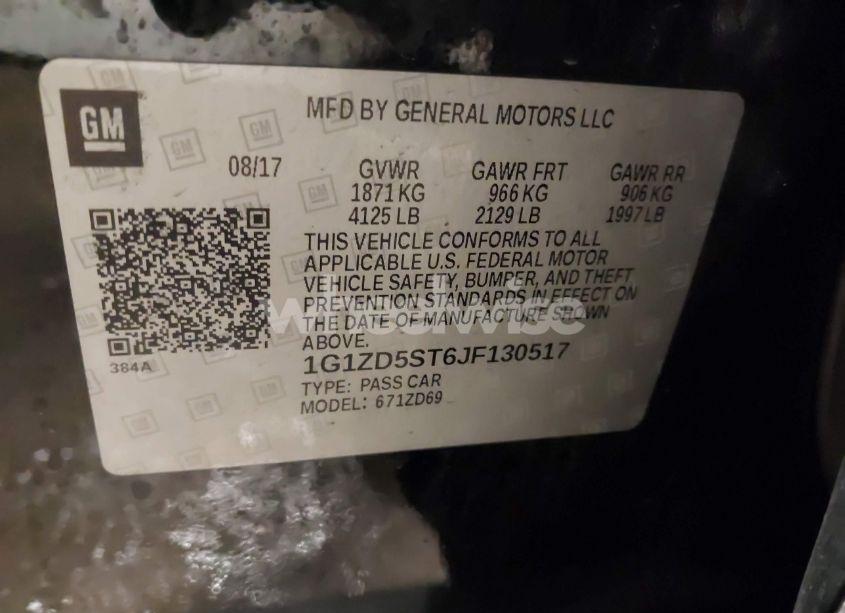 GM
MFD BY GENERAL MOTORS LLC
08/17 GVWR GAWR FRT GAWR RR
1871 KG 966 KG 906 KG
4125 LB 2129 LB 1997 LB
THIS VEHICLE CONFORMS TO ALL
APPLICABLE U.S. FEDERAL MOTOR
VEHICLE SAFETY, BUMPER, AND THEFT
PREVENTION STANDARDS IN EFFECT ON
THE DATE OF MANUFACTURE SHOWN
ABOVE.
384A
1G1ZD5ST6JF130517
TYPE: PASS CAR
MODEL: 671ZD69